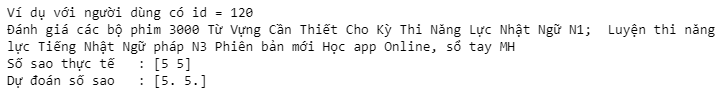 Ví dụ với người dùng có id = 120
Đánh giá các bộ phim 3000 Từ Vựng Cần Thiết Cho Kỳ Thi Năng Lực Nhật Ngữ N1;  Luyện thi năng
lực Tiếng Nhật Ngữ pháp N3 Phiên bản mới Học app Online, sổ tay MH
Số sao thực tế   : [5 5]
Dự đoán số sao   : [5. 5.]